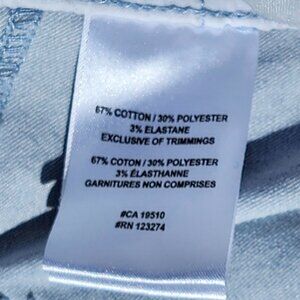 67% COTTON / 30% POLYESTER
3% ELASTANE
EXCLUSIVE OF TRIMMINGS
67% COTON / 30% POLYESTER
3% ÉLASTHANNE
GARNITURES NON COMPRISES
#CA 19510
#RN 123274